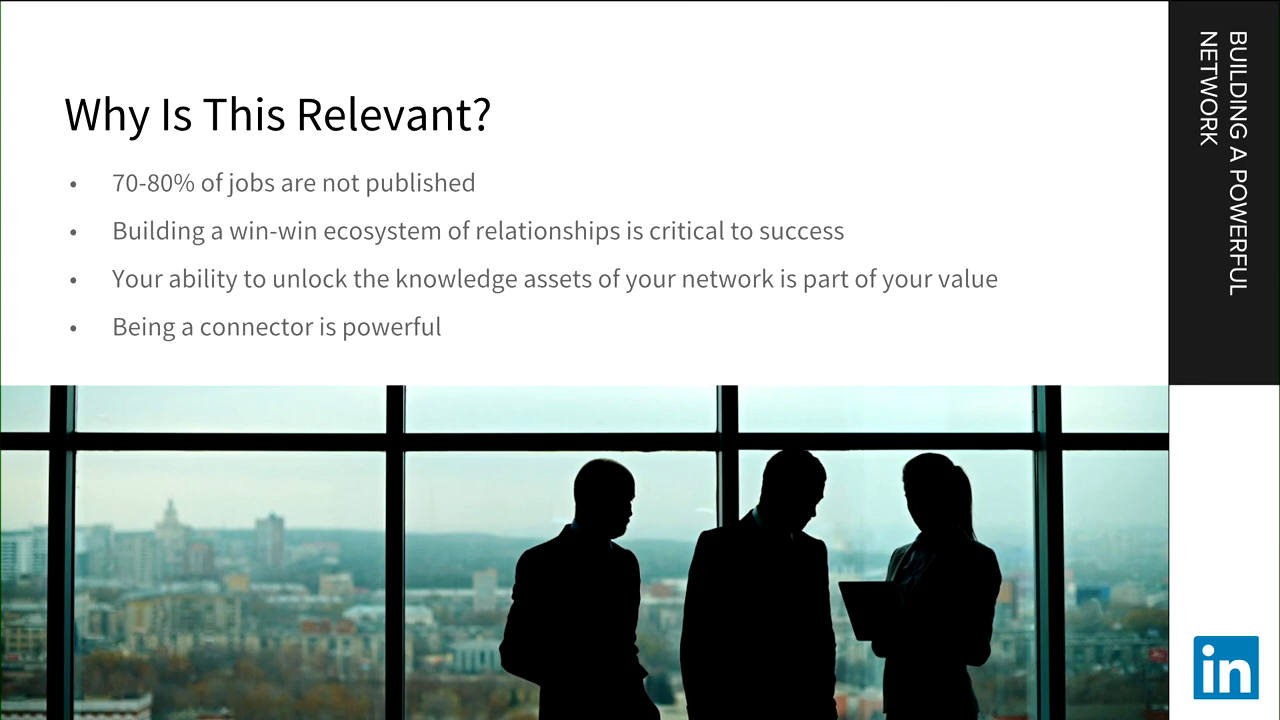 Why Is This Relevant?
• 70-80% of jobs are not published
• Building a win-win ecosystem of relationships is critical to success
• Your ability to unlock the knowledge assets of your network is part of your value
• Being a connector is powerful
BUILDING A POWERFUL
NETWORK
in